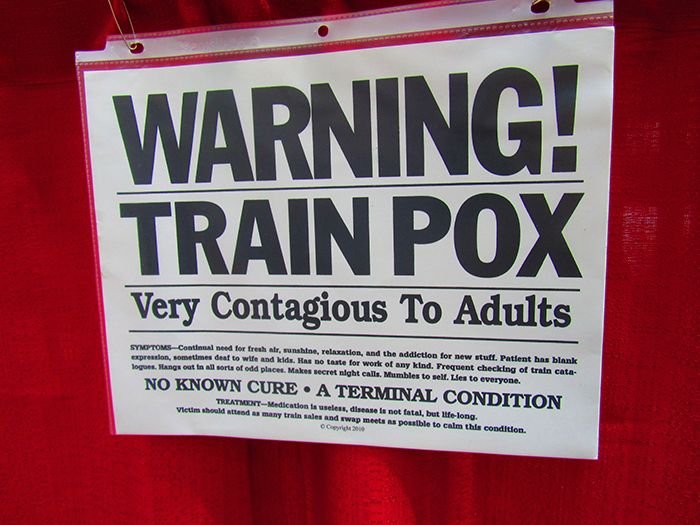 WARNING!
TRAIN POX
Very Contagious To Adults
SYMPTOMS—Continual need for fresh air, sunshine, relaxation, and the addiction for new stuff. Patient has blank
expression, sometimes deaf to wife and kids. Has no taste for work of any kind. Frequent checking of train cata-
logues. Hangs out in all sorts of odd places. Makes secret night calls. Mumbles to self. Lies to everyone.
NO KNOWN CURE • A TERMINAL CONDITION
TREATMENT—Medication is useless, disease is not fatal, but life-long.
Victim should attend as many train sales and swap meets as possible to calm this condition.
© Copyright 2010